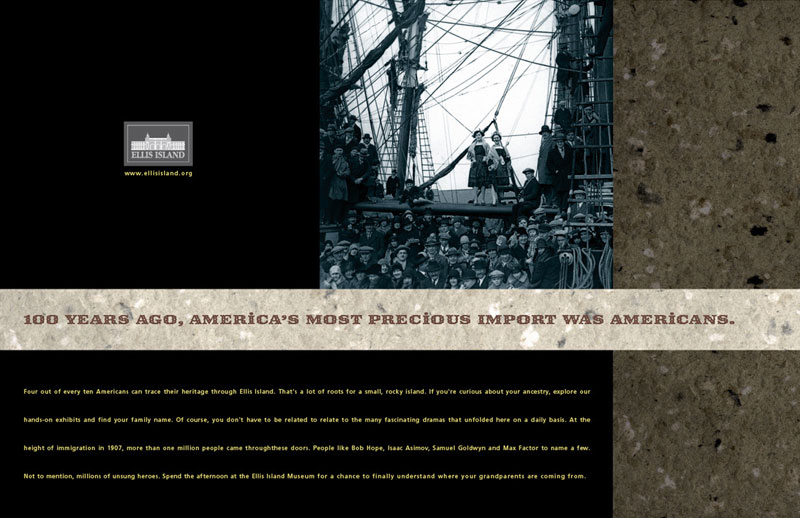 ELLIS ISLAND
www.ellisisland.org
100 YEARS AGO, AMERiCA'S MOST PRECiOUS IMPORT WAS AMERiCANS.
Four out of every ten Americans can trace their heritage through Ellis Island. That's a lot of roots for a small, rocky island. If you're curious about your ancestry, explore our
hands-on exhibits and find your family name. Of course, you don't have to be related to relate to the many fascinating dramas that unfolded here on a daily basis. At the
height of immigration in 1907, more than one million people came throughthese doors. People like Bob Hope, Isaac Asimov, Samuel Goldwyn and Max Factor to name a few.
Not to mention, millions of unsung heroes. Spend the afternoon at the Ellis Island Museum for a chance to finally understand where your grandparents are coming from.